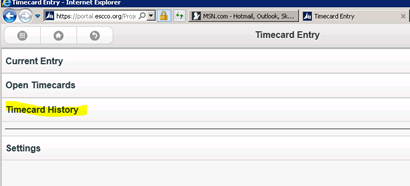 Timecard Entry - Internet Explorer
https://portal.escco.org/Proje
MSN.com - Hotmail, Outlook, Sk...
Timecard Entry
Timecard Entry
Current Entry
Open Timecards
Timecard History
Settings